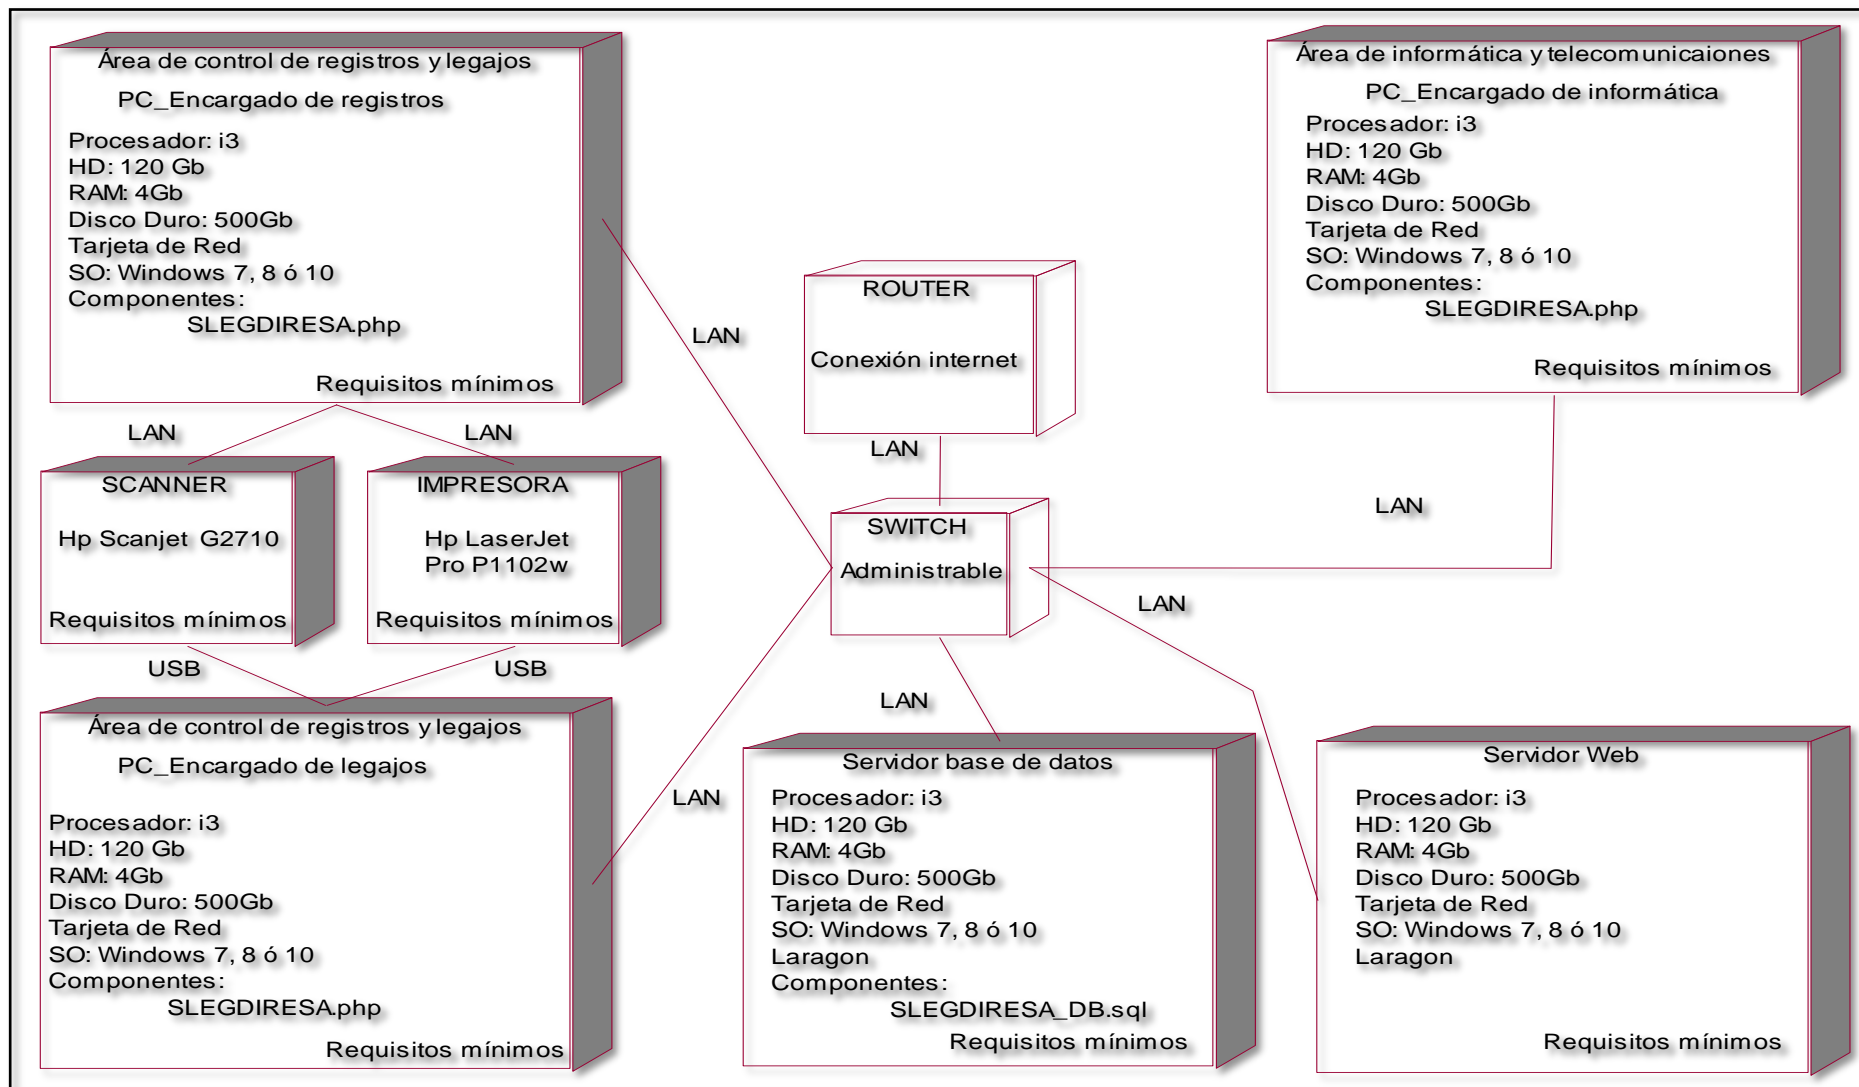 Área de control de registros y legajos
PC_Encargado de registros
Procesador: i3
HD: 120 Gb
RAM: 4Gb
Disco Duro: 500Gb
Tarjeta de Red
SO: Windows 7, 8 ó 10
Componentes:
SLEGDIRESA.php
Requisitos mínimos
Área de informática y telecomunicaiones
PC_Encargado de informática
Procesador: i3
HD: 120 Gb
RAM: 4Gb
Disco Duro: 500Gb
Tarjeta de Red
SO: Windows 7, 8 ó 10
Componentes:
SLEGDIRESA.php
Requisitos mínimos
ROUTER
Conexión internet
LAN
LAN
LAN
LAN
SCANNER
Hp Scanjet G2710
Requisitos mínimos
IMPRESORA
Hp LaserJet
Pro P1102w
Requisitos mínimos
SWITCH
Administrable
LAN
LAN
USB
USB
LAN
LAN
Área de control de registros y legajos
PC_Encargado de legajos
Procesador: i3
HD: 120 Gb
RAM: 4Gb
Disco Duro: 500Gb
Tarjeta de Red
SO: Windows 7, 8 ó 10
Componentes:
SLEGDIRESA.php
Requisitos mínimos
Servidor base de datos
Procesador: i3
HD: 120 Gb
RAM: 4Gb
Disco Duro: 500Gb
Tarjeta de Red
SO: Windows 7, 8 ó 10
Laragon
Componentes:
SLEGDIRESA_DB.sql
Requisitos mínimos
Servidor Web
Procesador: i3
HD: 120 Gb
RAM: 4Gb
Disco Duro: 500Gb
Tarjeta de Red
SO: Windows 7, 8 ó 10
Laragon
Requisitos mínimos